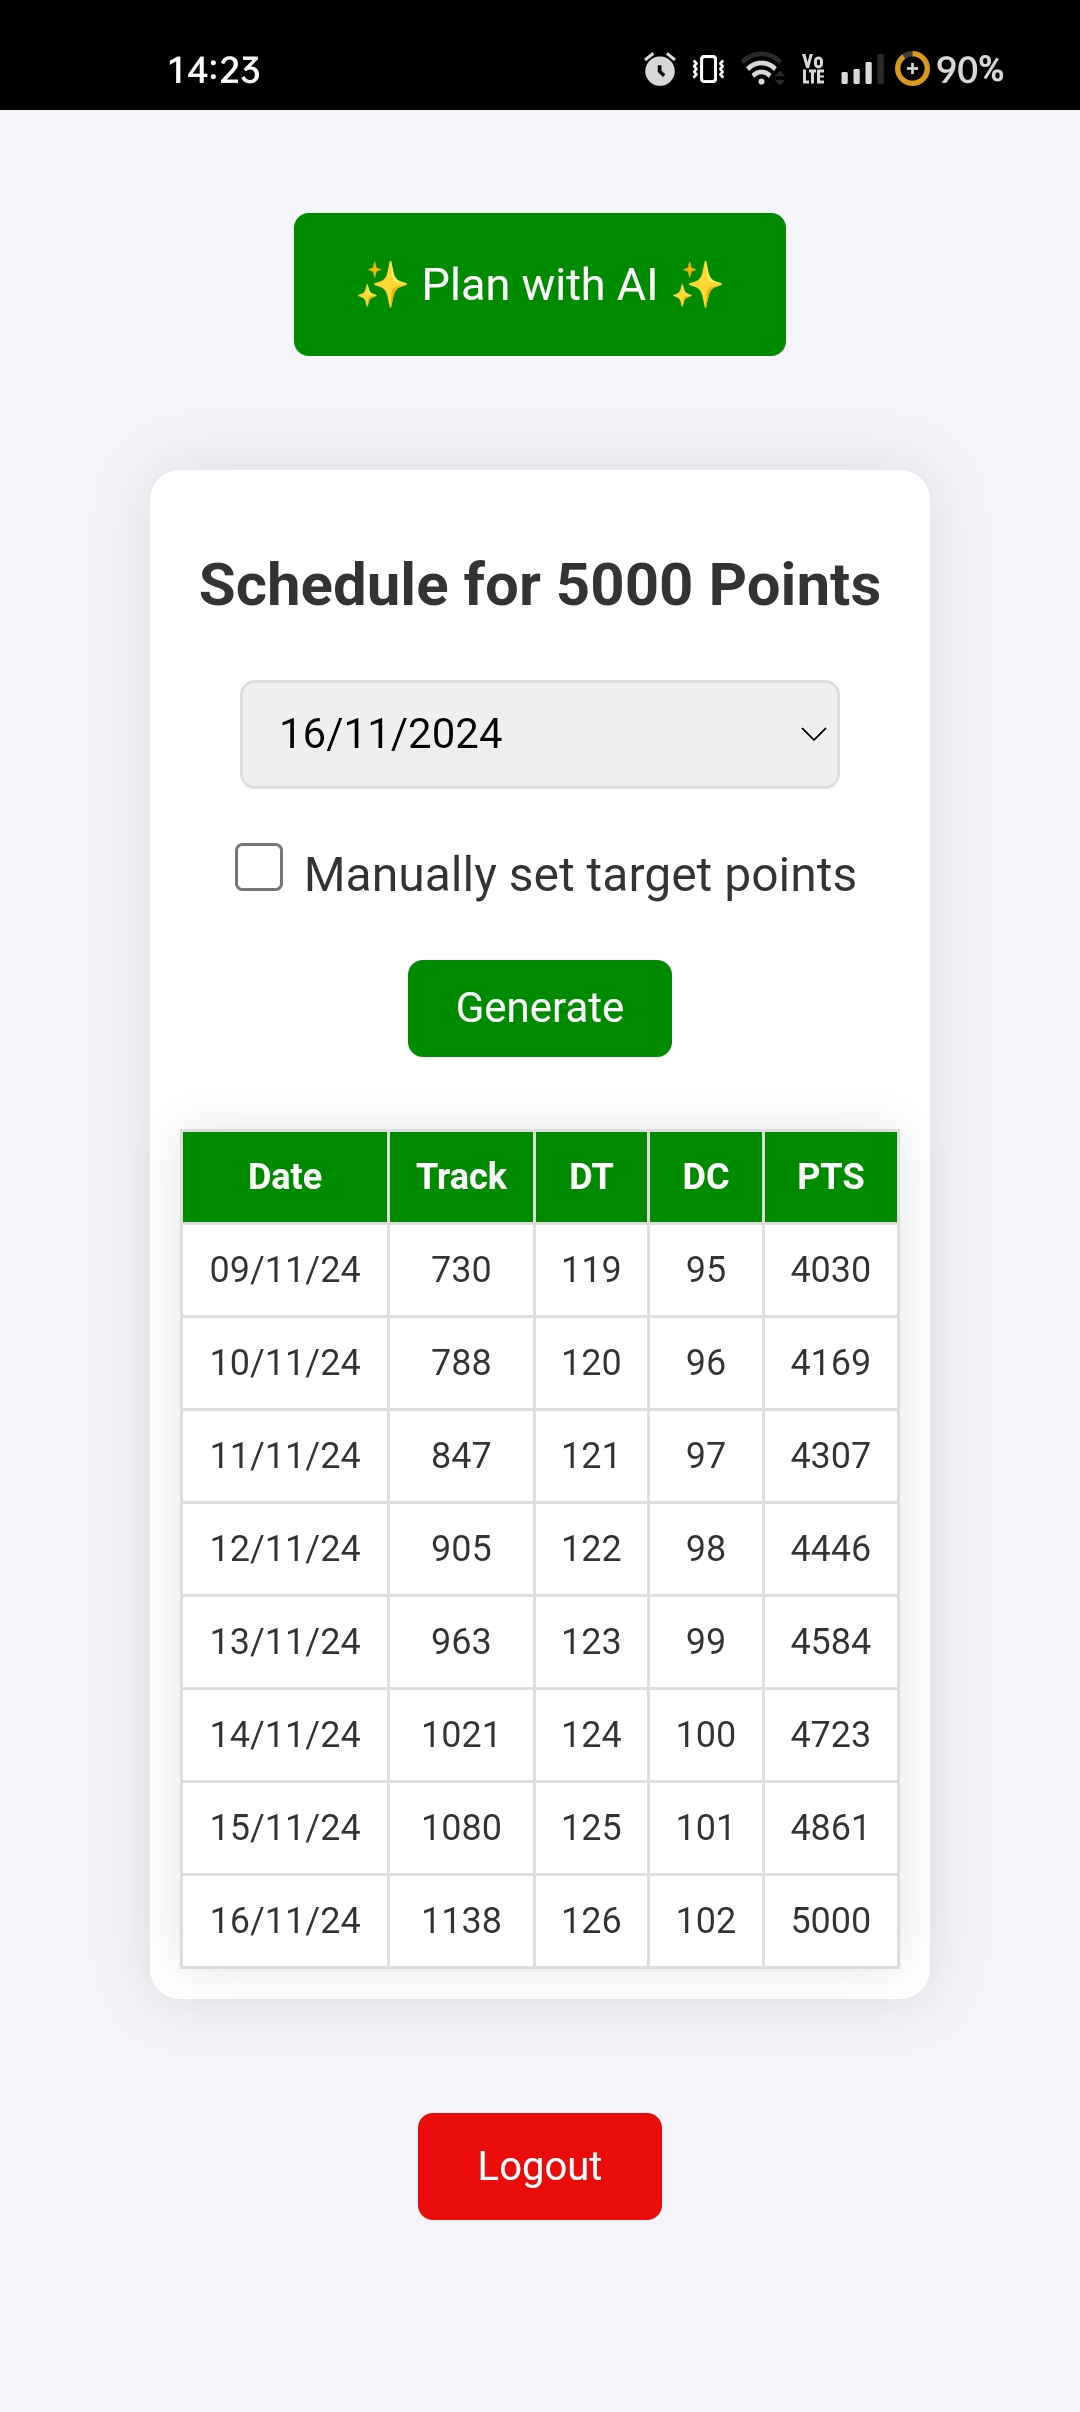 14:23 Vo LTE 90%
✨ Plan with AI ✨
Schedule for 5000 Points
16/11/2024
Manually set target points
Generate
Date Track DT DC PTS
09/11/24 730 119 95 4030
10/11/24 788 120 96 4169
11/11/24 847 121 97 4307
12/11/24 905 122 98 4446
13/11/24 963 123 99 4584
14/11/24 1021 124 100 4723
15/11/24 1080 125 101 4861
16/11/24 1138 126 102 5000
Logout